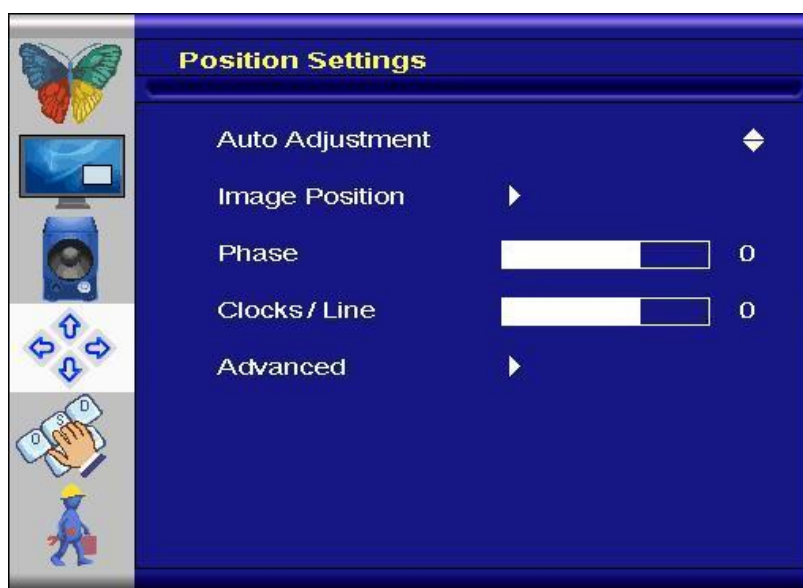 Position Settings
Auto Adjustment
Image Position
Phase 0
Clocks / Line 0
Advanced
O S D